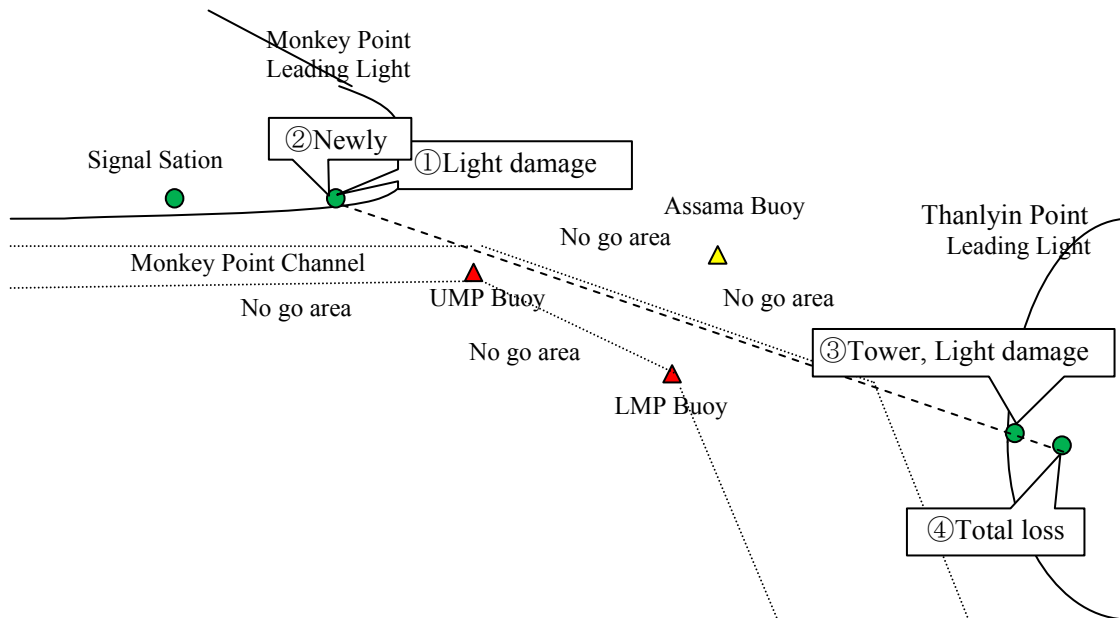 Monkey Point
Leading Light
②Newly
①Light damage
Signal Sation
Assama Buoy
Thanlyin Point
Leading Light
No go area
Monkey Point Channel
No go area
UMP Buoy
No go area
No go area
③Tower, Light damage
LMP Buoy
④Total loss